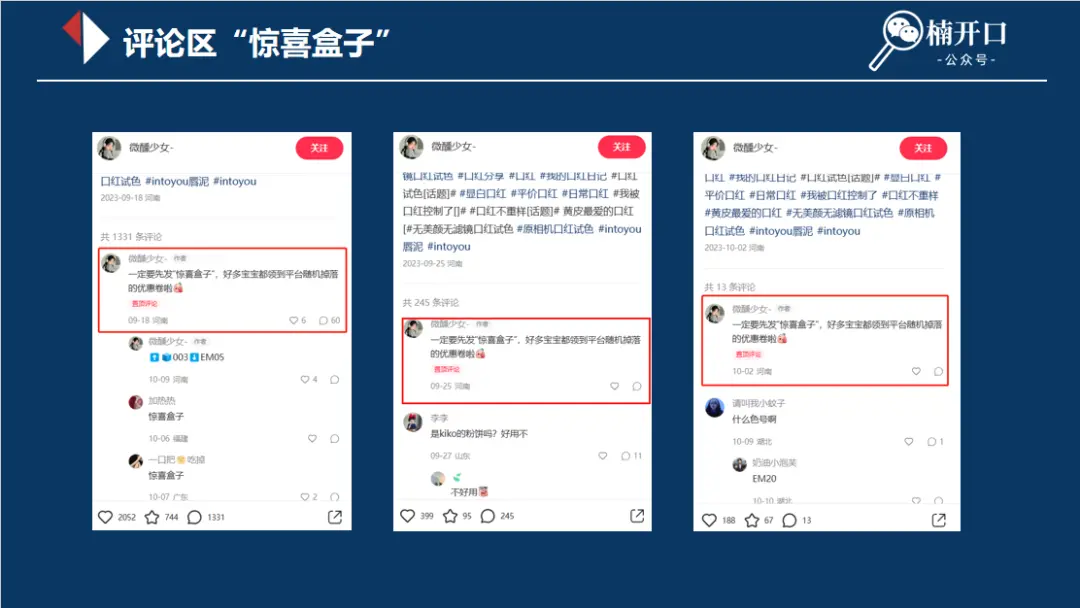 评论区“惊喜盒子”
楠开口
-公众号-
微醺少女-
关注
口红试色 #intoyou唇泥 #intoyou
2023-09-18 河南
共 1331 条评论
微醺少女- 作者
一定要先发"惊喜盒子"，好多宝宝都领到平台随机掉落
的优惠卷啦
置顶评论
09-18 河南
6
60
微醺少女- 作者
003 EM05
10-09 河南
4
加热热
惊喜盒子
10-06 福建
一口吧 吃掉
惊喜盒子
10-07 广东
2
2052
744
1331
微醺少女-
关注
镜口红试色 #口红分享 #口红 #我的口红日记 #口红
试色[话题]# #显白口红 #平价口红 #日常口红 #我被
口红控制了[]# #口红不重样[话题]# 黄皮最爱的口红
[#无美颜无滤镜口红试色 #原相机口红试色 #intoyou
唇泥 #intoyou
2023-09-25 河南
共 245 条评论
微醺少女- 作者
一定要先发"惊喜盒子"，好多宝宝都领到平台随机掉落
的优惠卷啦
置顶评论
09-25 河南
李李
是kiko的粉饼吗？好用不
09-27 山东
11
不好用
399
95
245
微醺少女-
关注
口红 #我的口红日记 #口红试色[话题]# #显白口红 #
平价口红 #日常口红 #我被口红控制了 #口红不重样
#黄皮最爱的口红 #无美颜无滤镜口红试色 #原相机
口红试色 #intoyou唇泥 #intoyou
2023-10-02 河南
共 13 条评论
微醺少女- 作者
一定要先发"惊喜盒子"，好多宝宝都领到平台随机掉落
的优惠卷啦
置顶评论
10-02 河南
请叫我小蚊子
什么色号啊
10-09 湖北
1
奶油小泡芙
EM20
10-10 湖北
188
67
13